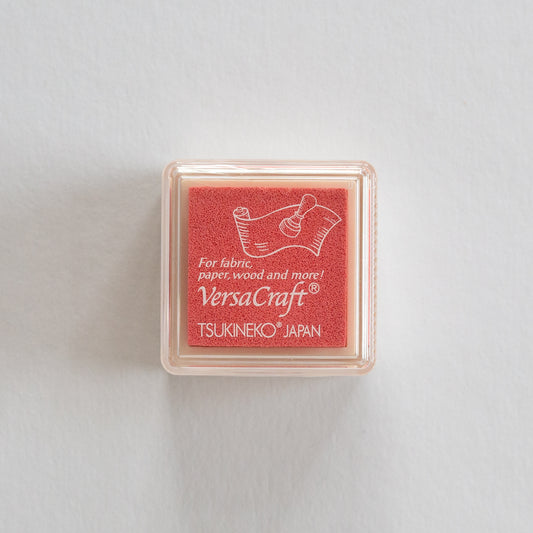 For fabric,
paper, wood and more!
VersaCraft®
TSUKINEKO® JAPAN